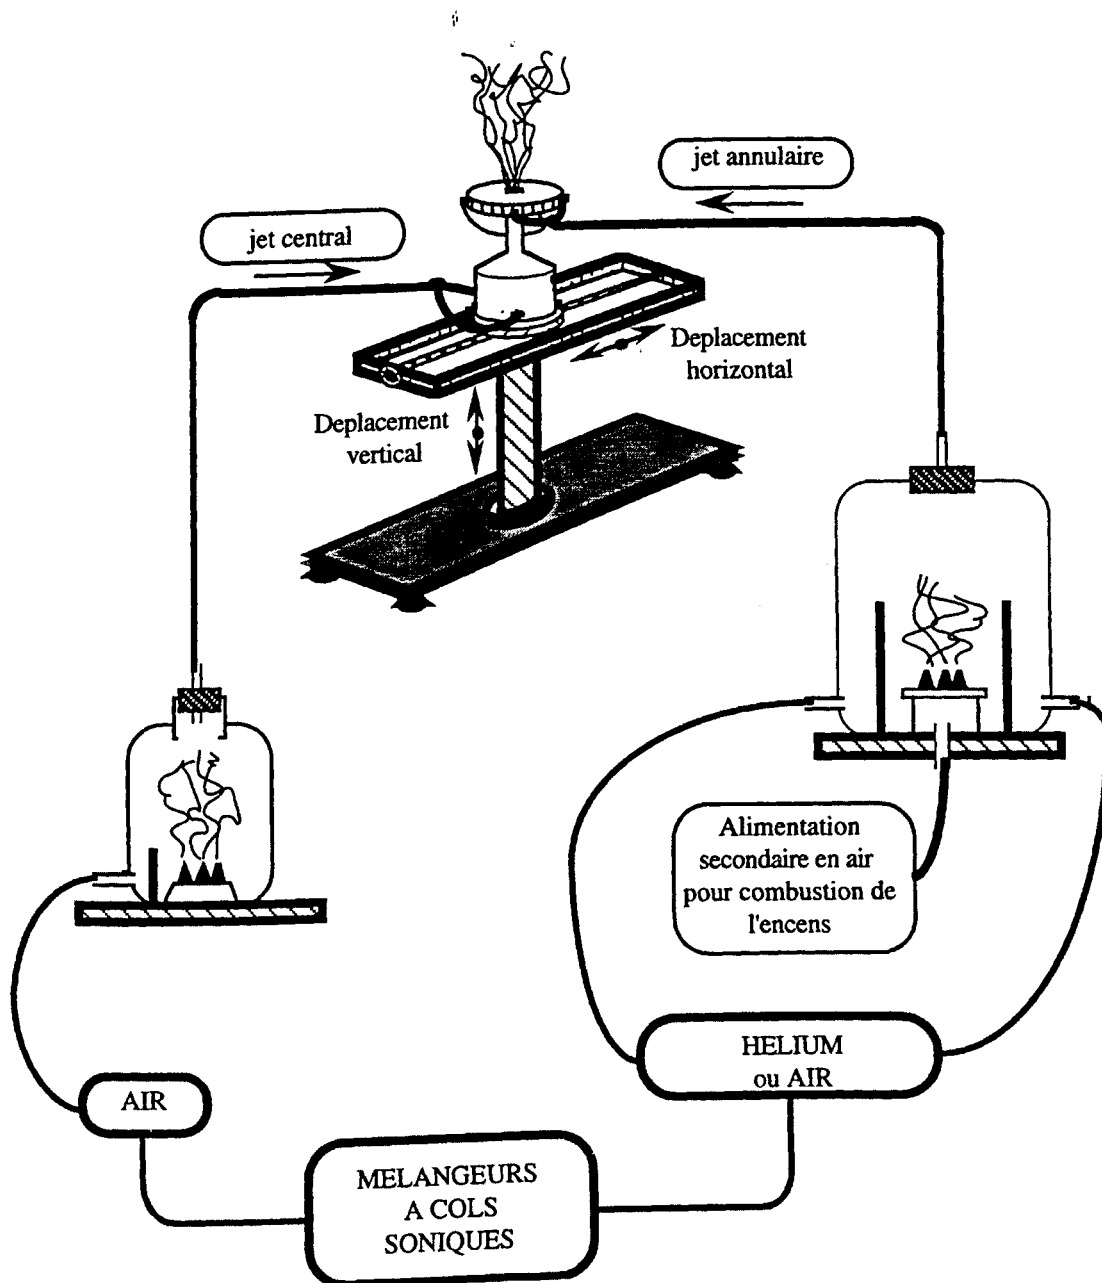 jet annulaire
jet central
Deplacement
horizontal
Deplacement
vertical
Alimentation
secondaire en air
pour combustion de
l'encens
HELIUM
ou AIR
AIR
MELANGEURS
A COLS
SONIQUES